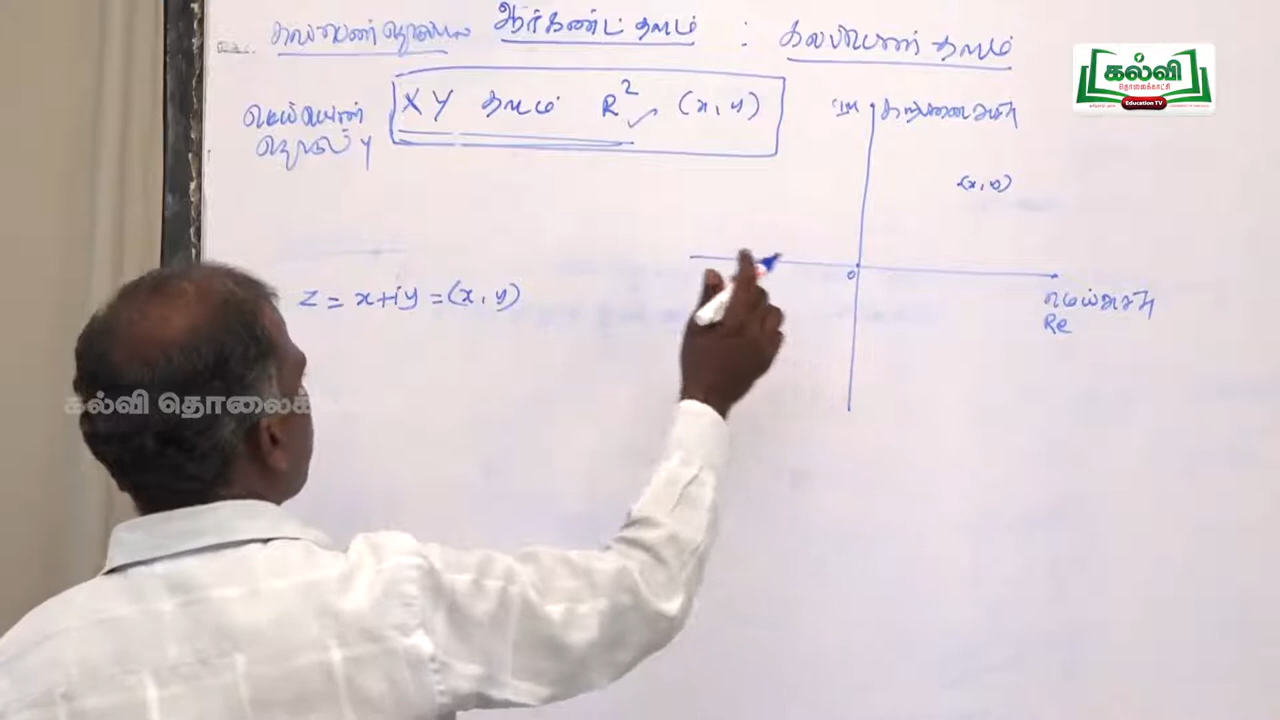 ஆர்கண்ட் தளம் : கலப்பெண் தளம்
மெய்யெண்
தொகுப்பு
XY தளம் R² (x, y)
Im கற்பனை அச்சு
(x, y)
z = x+iy = (x, y)
0
மெய் அச்சு
Re
கல்வி
தொலைக்காட்சி
Education TV
கல்வி தொலைக்